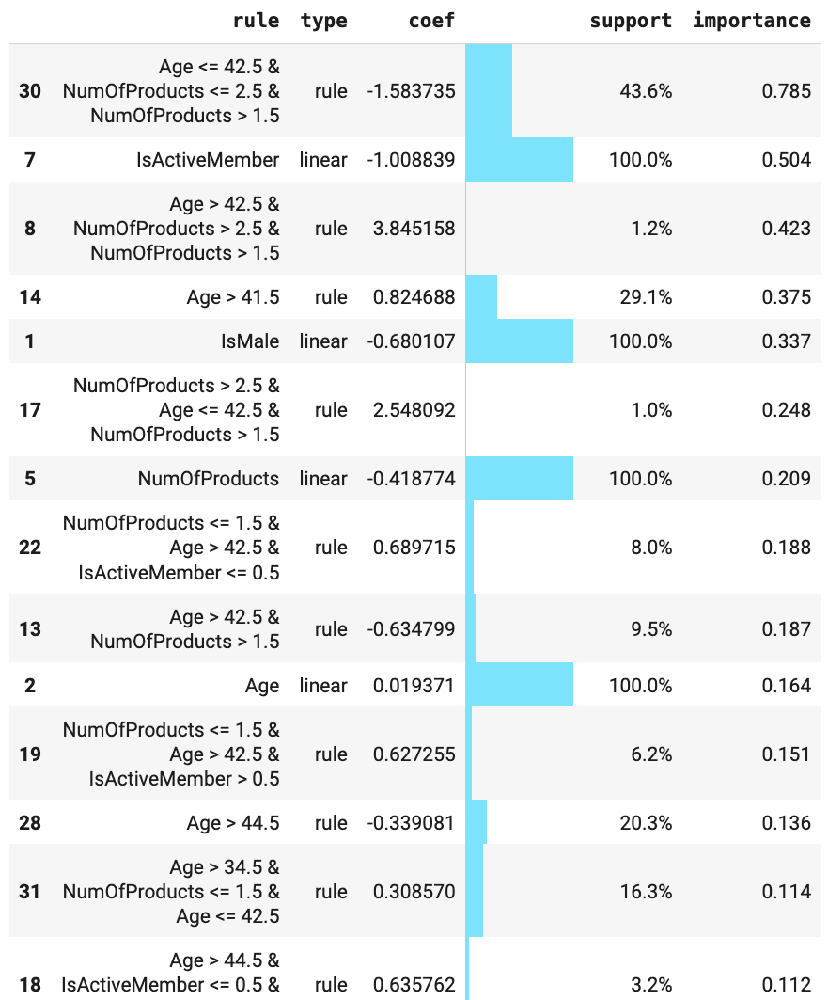 rule type coef support importance
Age <= 42.5 &
30 NumOfProducts <= 2.5 & rule -1.583735 43.6% 0.785
NumOfProducts > 1.5
7 IsActiveMember linear -1.008839 100.0% 0.504
Age > 42.5 &
8 NumOfProducts > 2.5 & rule 3.845158 1.2% 0.423
NumOfProducts > 1.5
14 Age > 41.5 rule 0.824688 29.1% 0.375
1 IsMale linear -0.680107 100.0% 0.337
NumOfProducts > 2.5 &
17 Age <= 42.5 & rule 2.548092 1.0% 0.248
NumOfProducts > 1.5
5 NumOfProducts linear -0.418774 100.0% 0.209
NumOfProducts <= 1.5 &
22 Age > 42.5 & rule 0.689715 8.0% 0.188
IsActiveMember <= 0.5
Age > 42.5 &
13 rule -0.634799 9.5% 0.187
NumOfProducts > 1.5
2 Age linear 0.019371 100.0% 0.164
NumOfProducts <= 1.5 &
19 Age > 42.5 & rule 0.627255 6.2% 0.151
IsActiveMember > 0.5
28 Age > 44.5 rule -0.339081 20.3% 0.136
Age > 34.5 &
31 NumOfProducts <= 1.5 & rule 0.308570 16.3% 0.114
Age <= 42.5
Age > 44.5 &
18 IsActiveMember <= 0.5 & rule 0.635762 3.2% 0.112